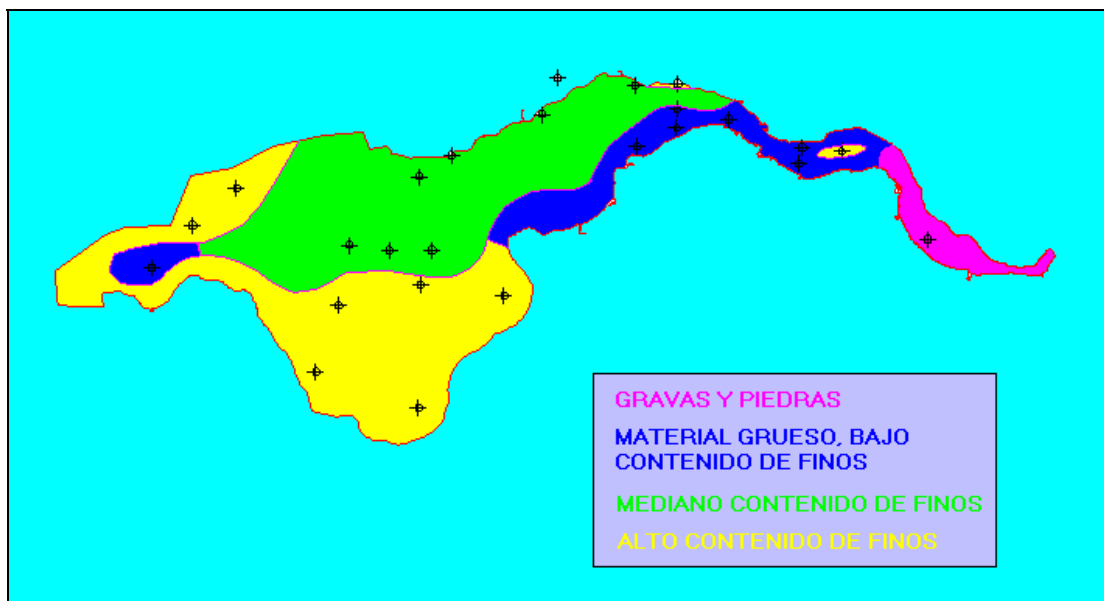 GRAVAS Y PIEDRAS
MATERIAL GRUESO, BAJO
CONTENIDO DE FINOS
MEDIANO CONTENIDO DE FINOS
ALTO CONTENIDO DE FINOS